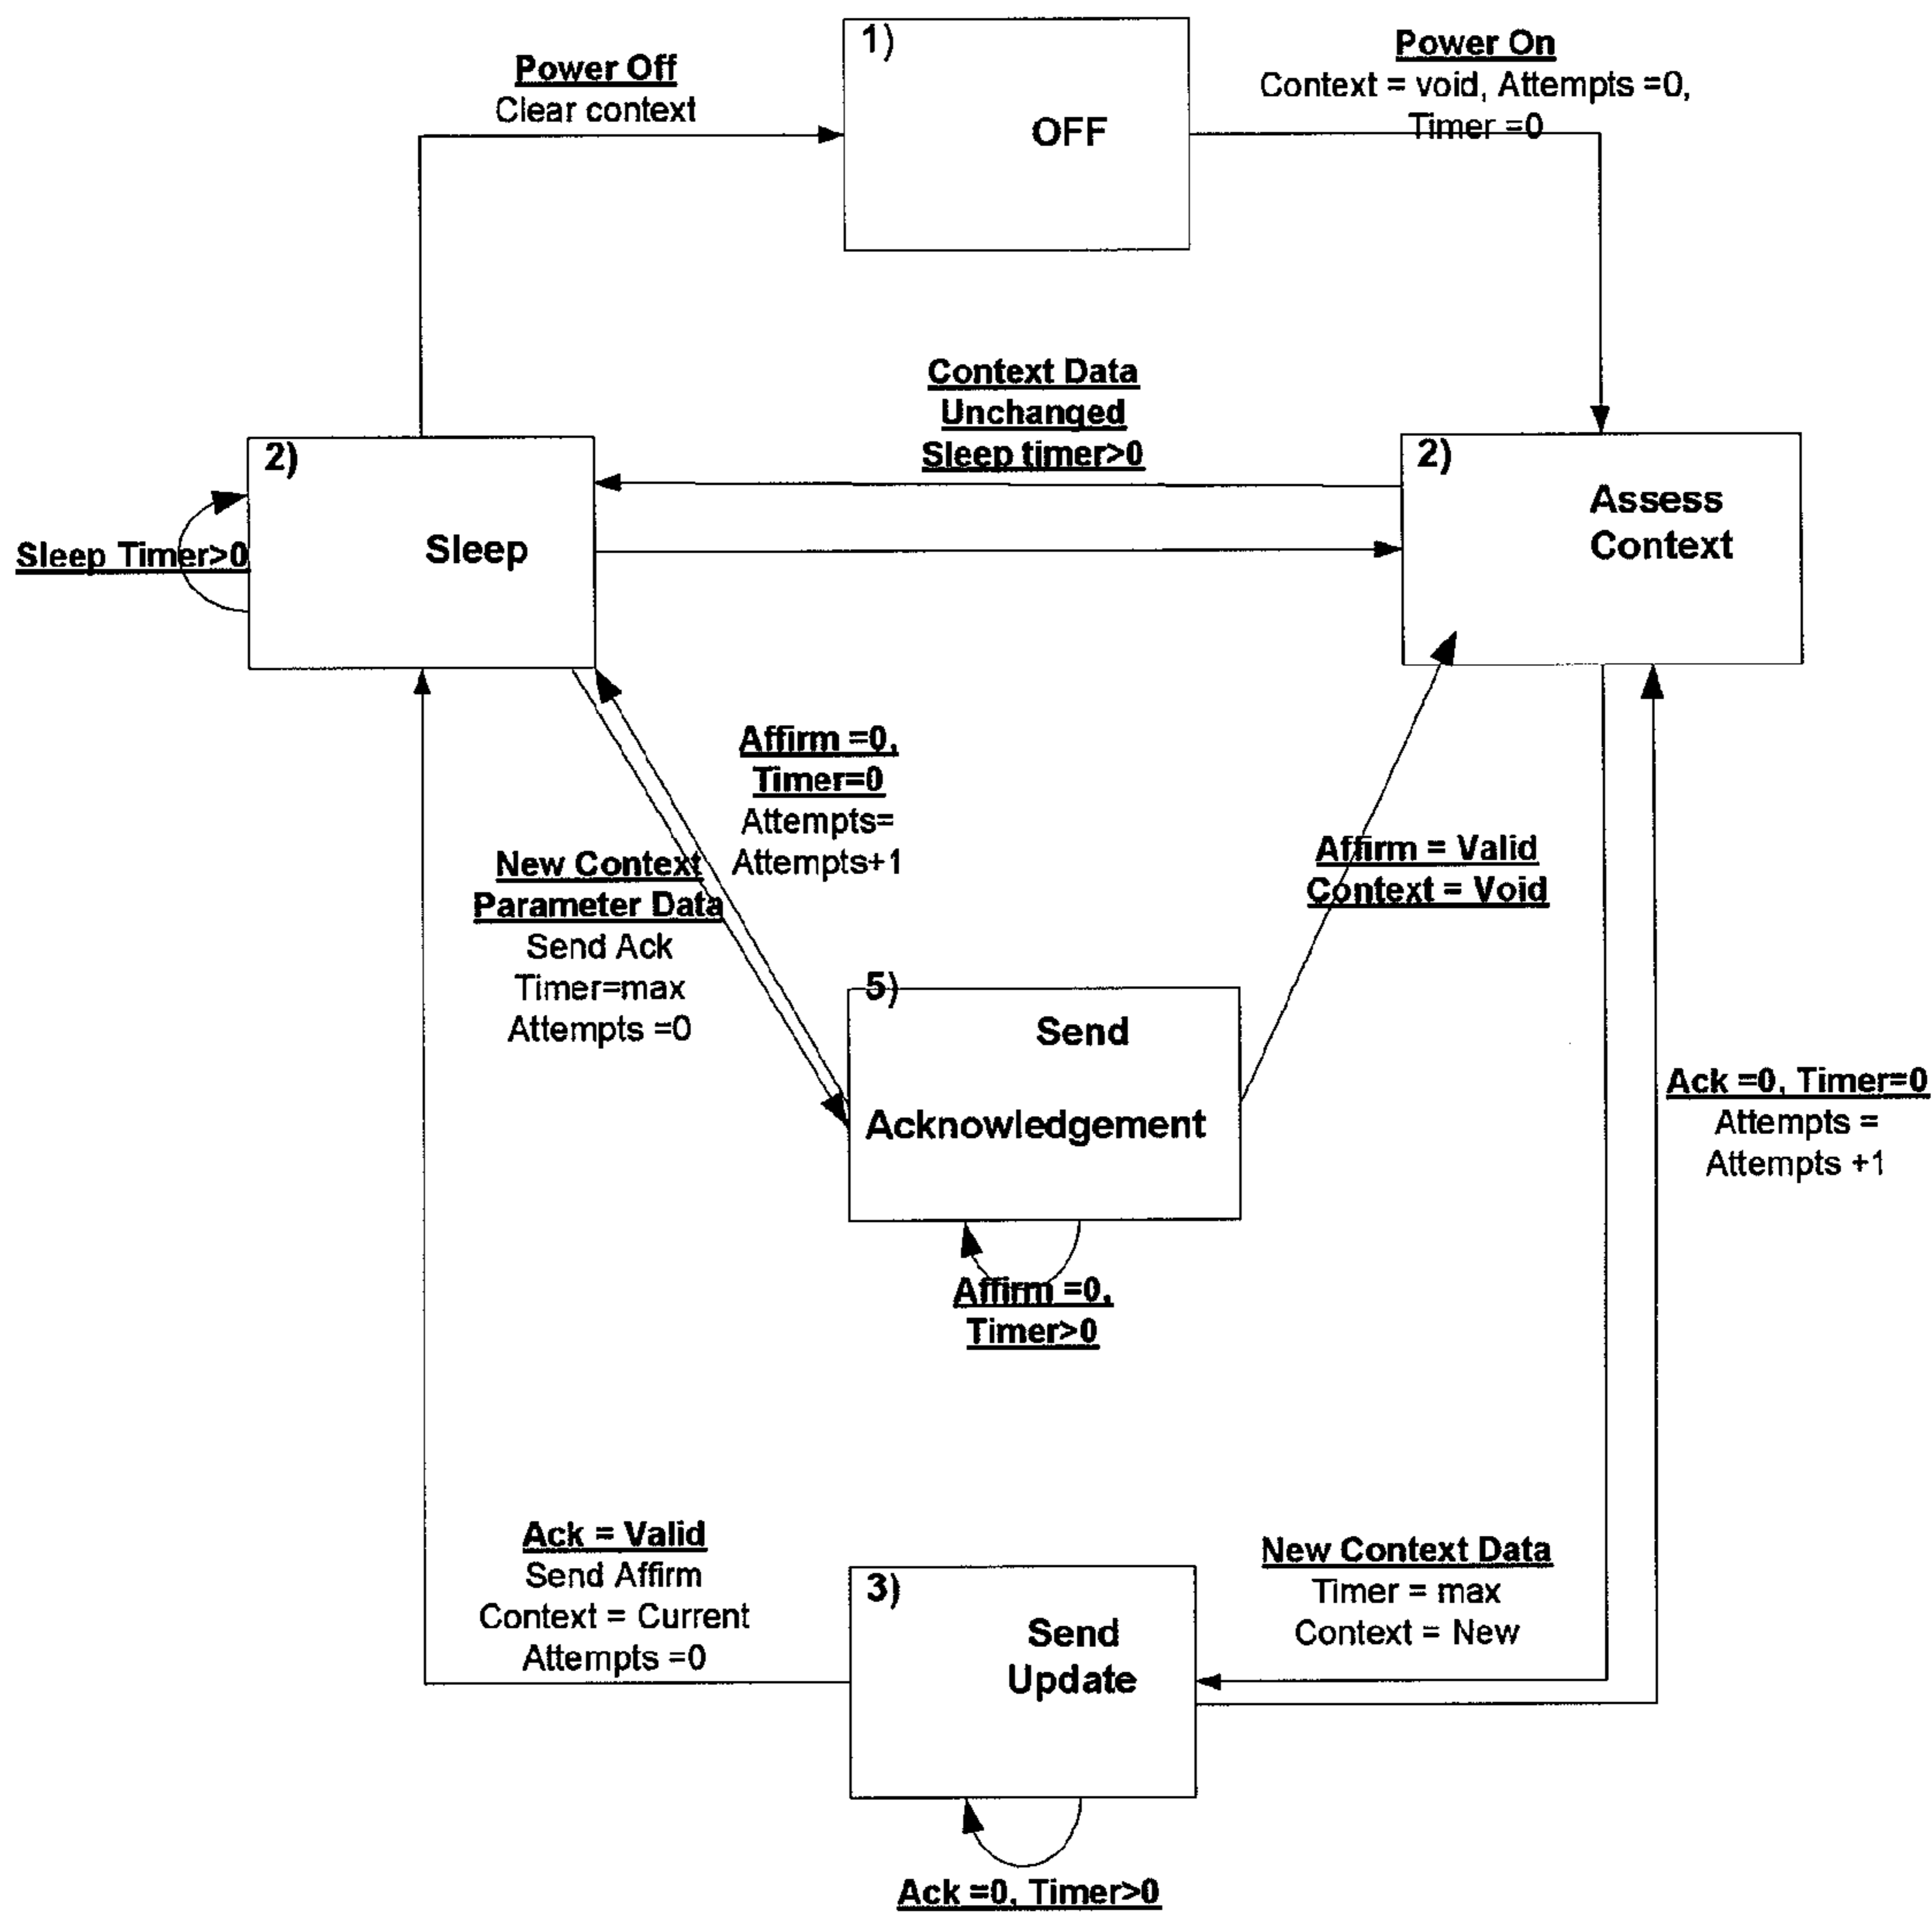 1)
OFF
Power Off
Clear context
Power On
Context = void, Attempts =0,
Timer =0
Context Data
Unchanged
Sleep timer>0
2)
Sleep
Sleep Timer>0
2)
Assess
Context
Affirm =0,
Timer=0
Attempts=
Attempts+1
New Context
Parameter Data
Send Ack
Timer=max
Attempts =0
Affirm = Valid
Context = Void
5)
Send
Acknowledgement
Affirm =0,
Timer>0
Ack =0, Timer=0
Attempts =
Attempts +1
Ack = Valid
Send Affirm
Context = Current
Attempts =0
3)
Send
Update
New Context Data
Timer = max
Context = New
Ack =0, Timer>0